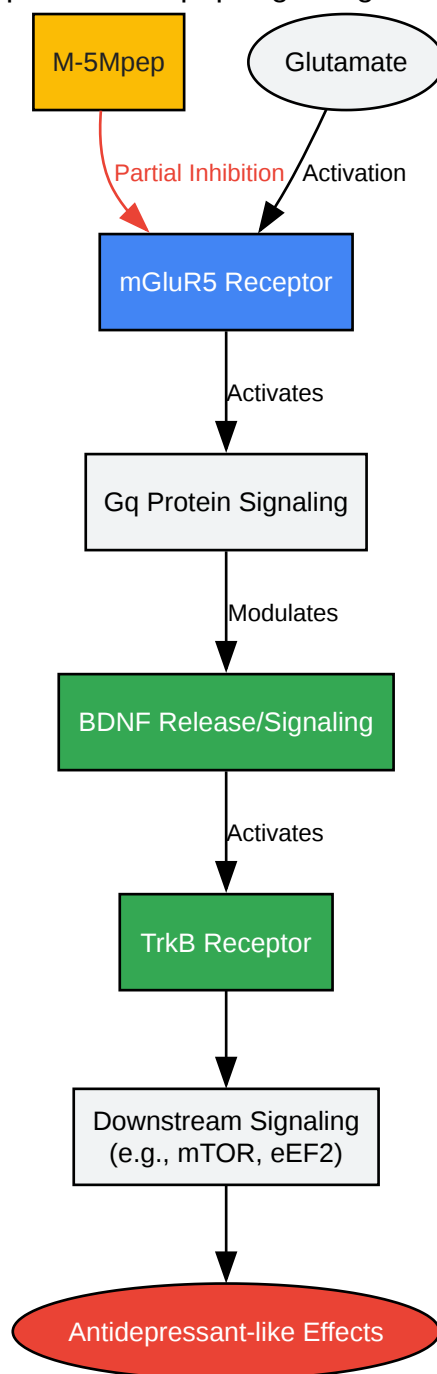 M-5Mpep
Glutamate
Partial Inhibition
Activation
mGluR5 Receptor
Activates
Gq Protein Signaling
Modulates
BDNF Release/Signaling
Activates
TrkB Receptor
Downstream Signaling
(e.g., mTOR, eEF2)
Antidepressant-like Effects